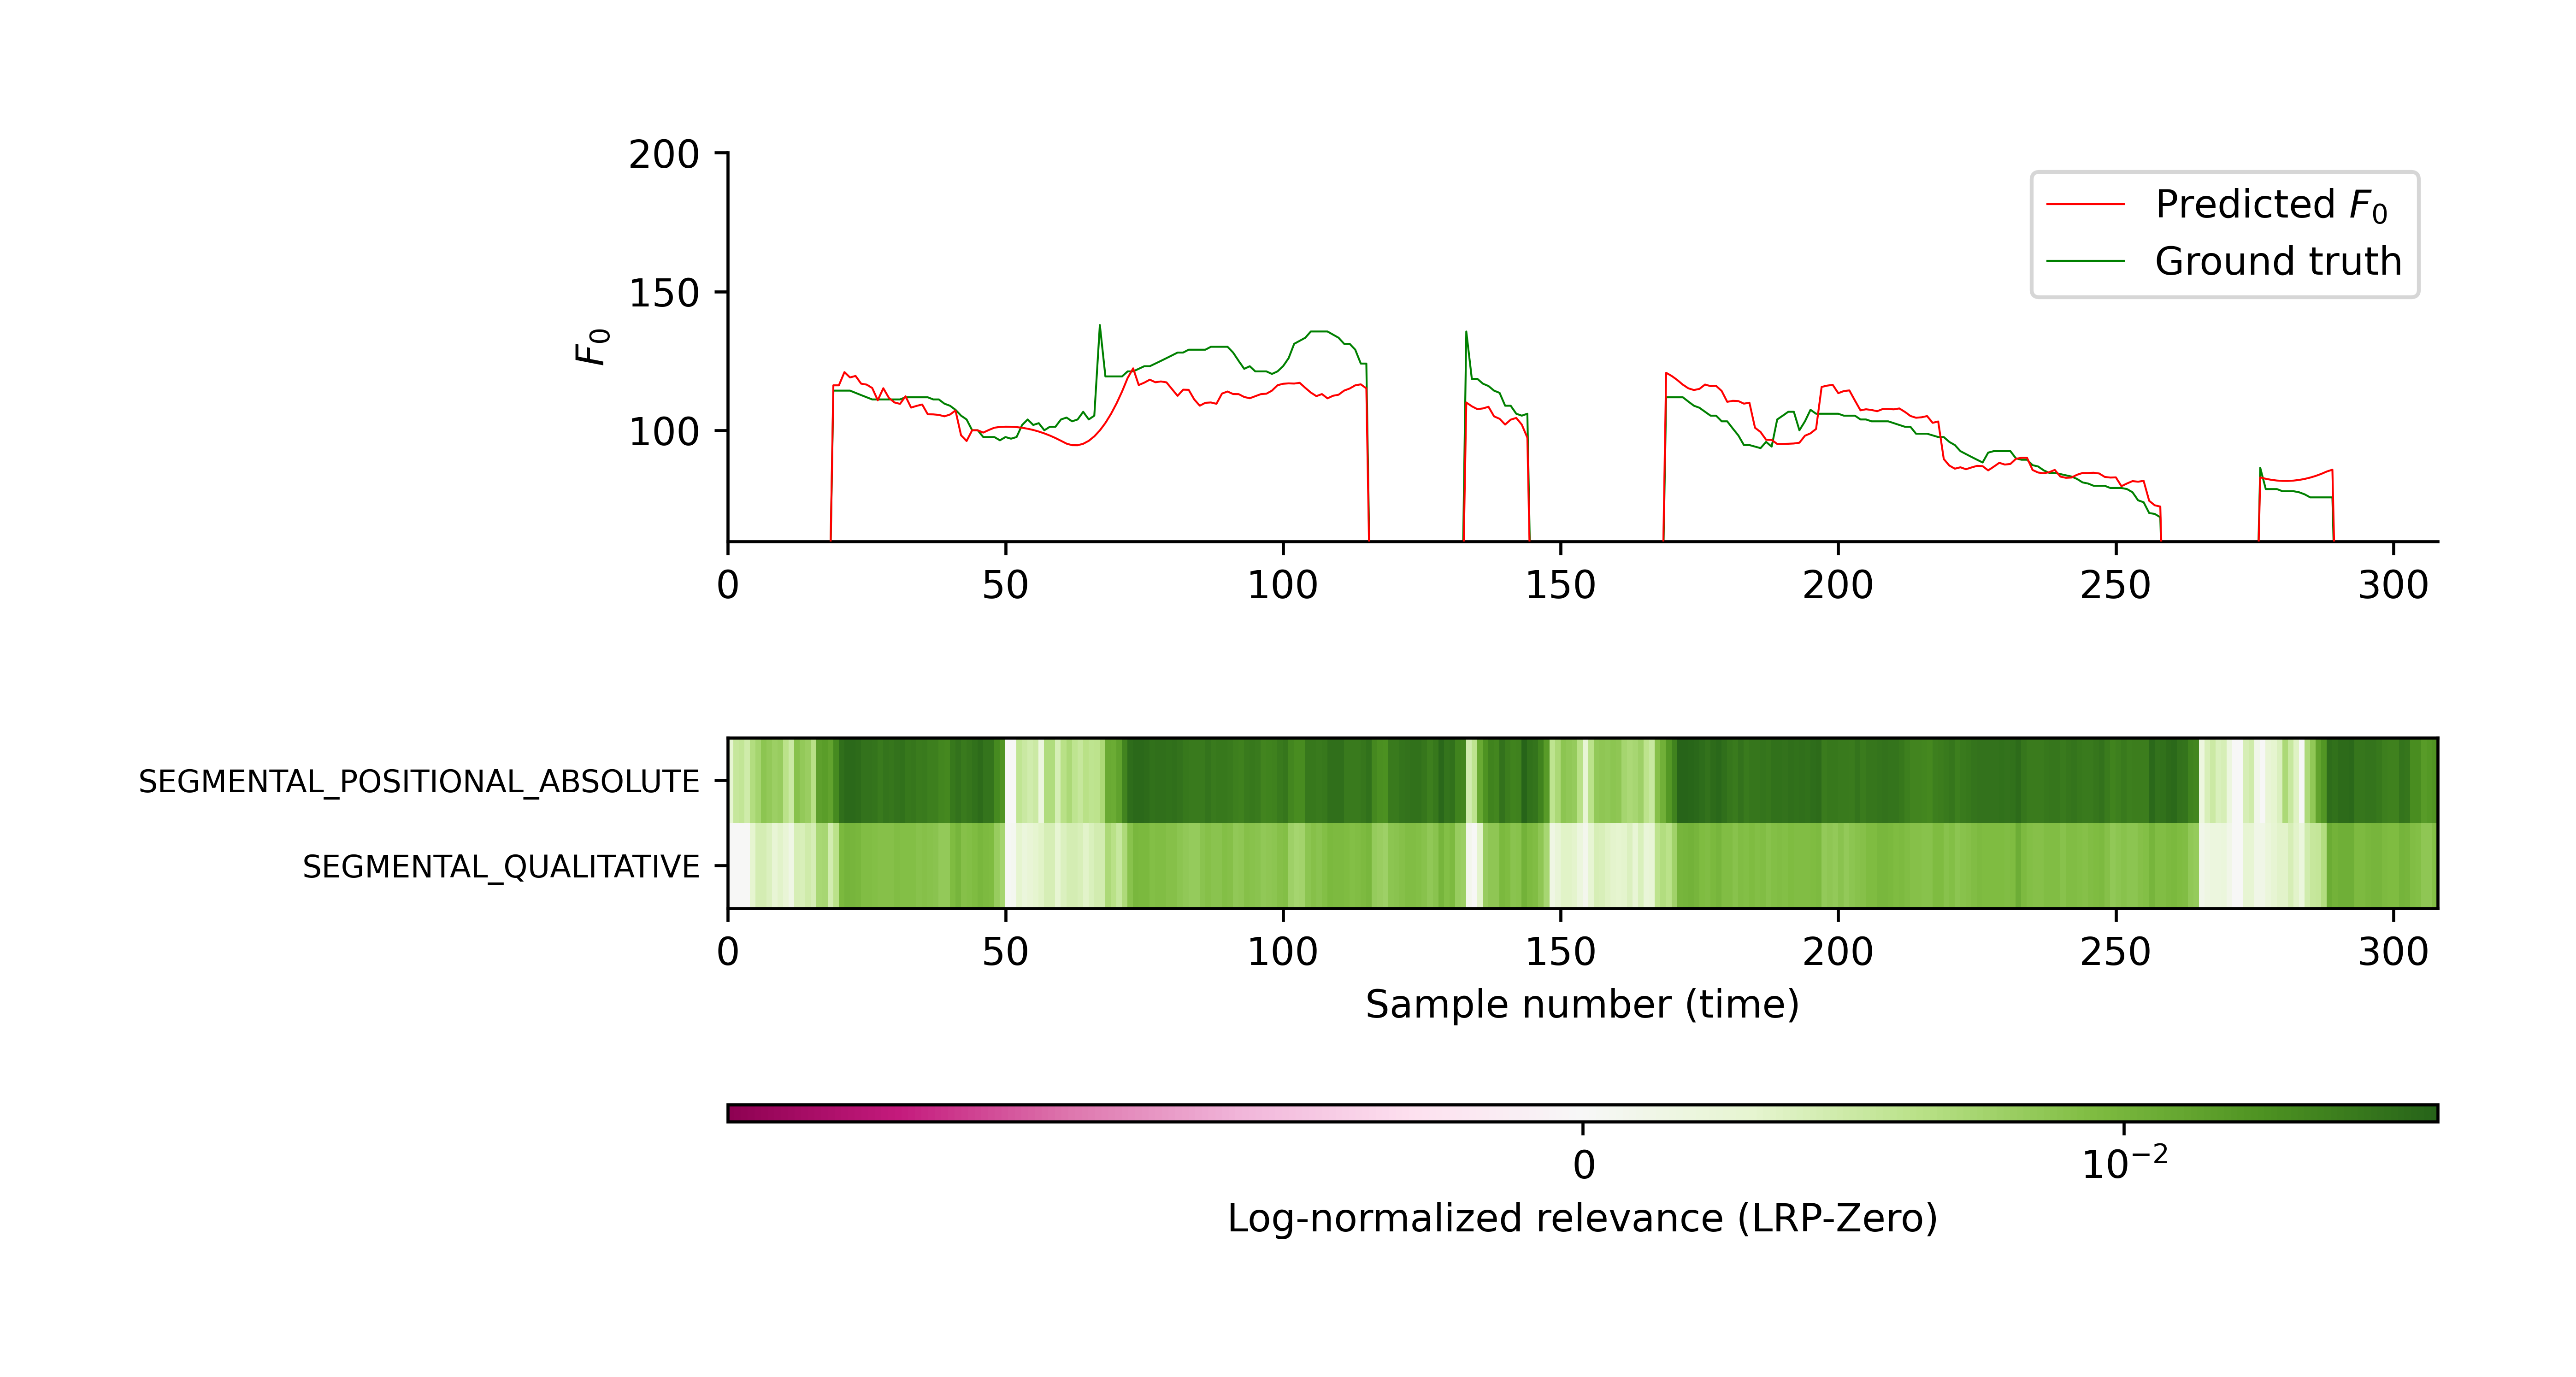 200
150
100
F₀
Predicted F₀
Ground truth
0 50 100 150 200 250 300
SEGMENTAL_POSITIONAL_ABSOLUTE
SEGMENTAL_QUALITATIVE
0 50 100 150 200 250 300
Sample number (time)
0 10⁻²
Log-normalized relevance (LRP-Zero)